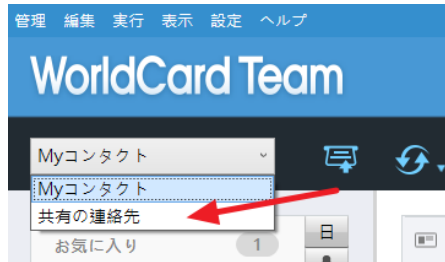 管理 編集 実行 表示 設定 ヘルプ
WorldCard Team
Myコンタクト
Myコンタクト
共有の連絡先
お気に入り 1
日